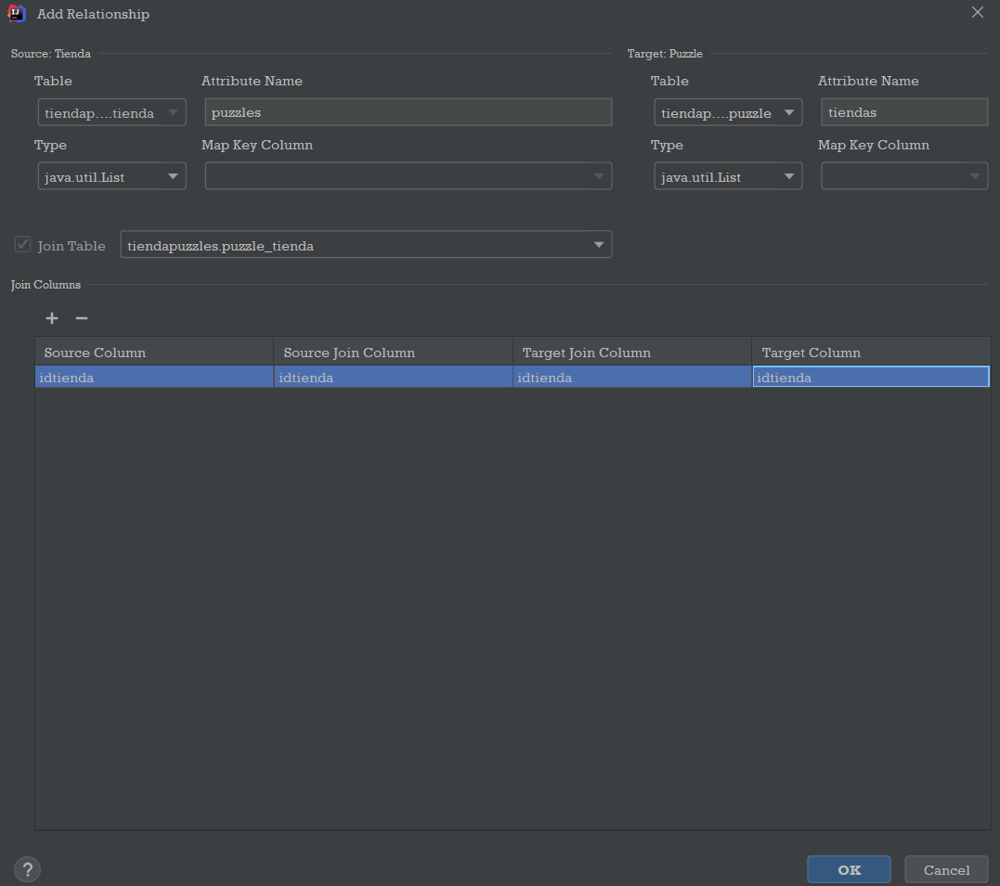 Add Relationship
Source: Tienda
Target: Puzzle
Table
Attribute Name
Table
Attribute Name
tiendap....tienda
puzzles
tiendap....puzzle
tiendas
Type
Map Key Column
Type
Map Key Column
java.util.List
java.util.List
Join Table
tiendapuzzles.puzzle_tienda
Join Columns
Source Column
Source Join Column
Target Join Column
Target Column
idtienda
idtienda
idtienda
idtienda
?
OK
Cancel